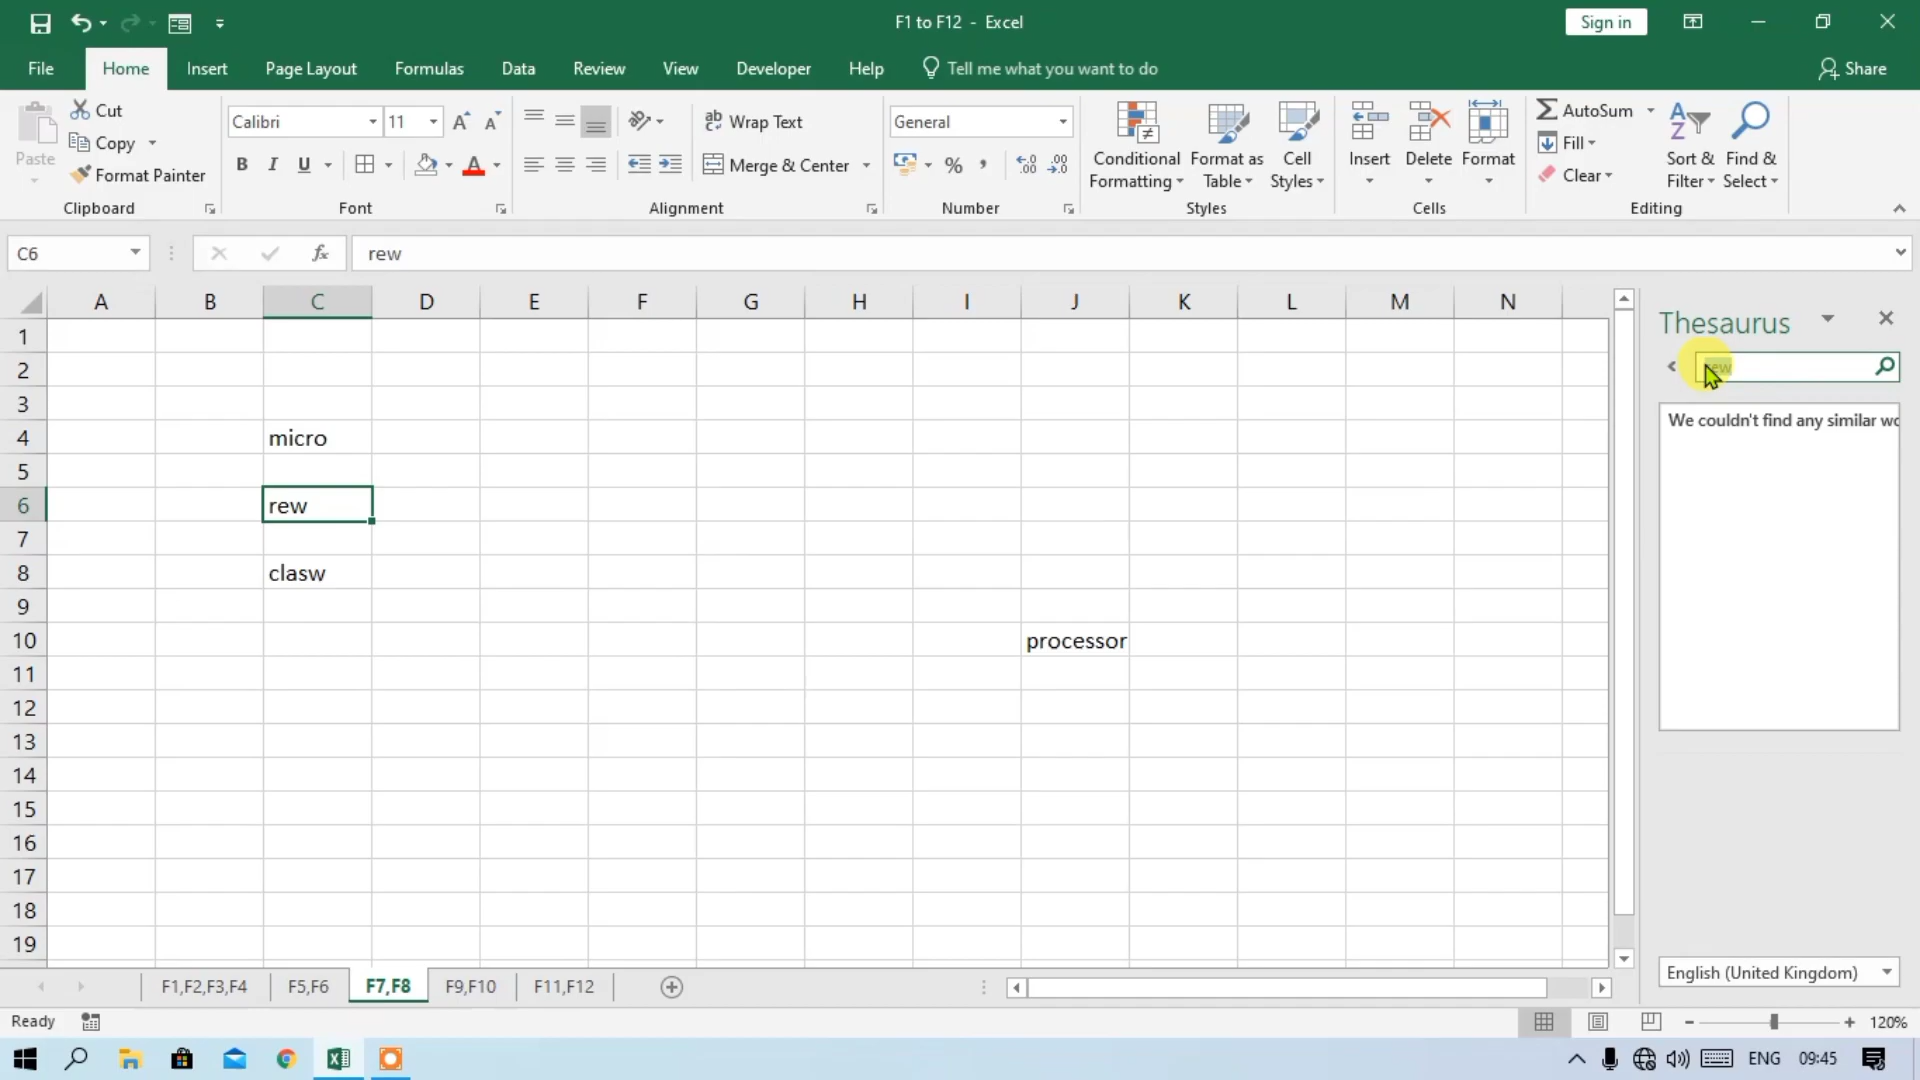 F1 to F12 - Excel
Sign in
File Home Insert Page Layout Formulas Data Review View Developer Help Tell me what you want to do Share
Paste
Cut
Copy
Format Painter
Clipboard
Calibri 11
B I U A
Font
ab Wrap Text
Merge & Center
Alignment
General
% ,
Number
Conditional Formatting
Format as Table
Cell Styles
Styles
Insert
Delete
Format
Cells
AutoSum
Fill
Clear
Sort & Filter
Find & Select
Editing
C6 fx rew
A B C D E F G H I J K L M N
1
2
3
4 micro
5
6 rew
7
8 clasw
9
10 processor
11
12
13
14
15
16
17
18
19
Thesaurus
rew
We couldn't find any similar wo
English (United Kingdom)
F1,F2,F3,F4 F5,F6 F7,F8 F9,F10 F11,F12
Ready 120%
ENG 09:45